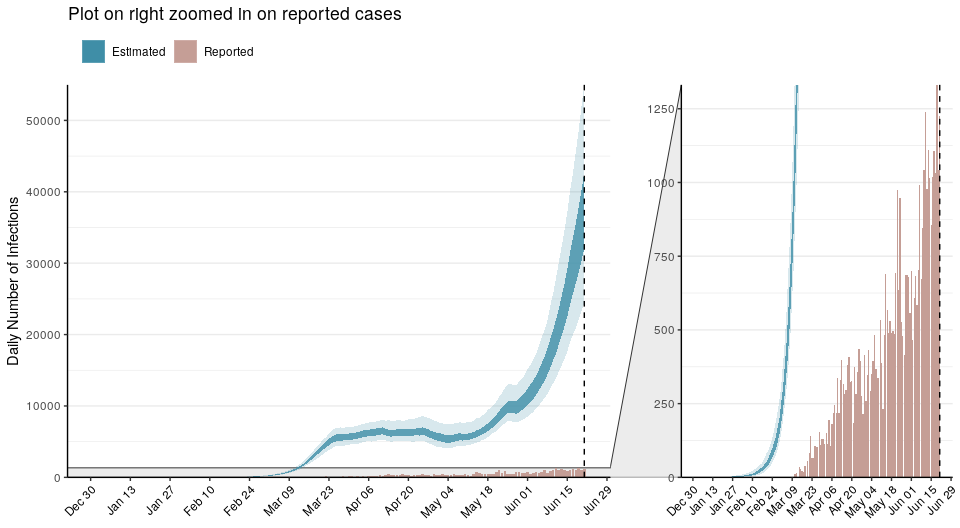 Plot on right zoomed in on reported cases
Estimated Reported
Daily Number of Infections
50000
40000
30000
20000
10000
0
Dec 30 Jan 13 Jan 27 Feb 10 Feb 24 Mar 09 Mar 23 Apr 06 Apr 20 May 04 May 18 Jun 01 Jun 15 Jun 29
1250
1000
750
500
250
0
Dec 30 Jan 13 Jan 27 Feb 10 Feb 24 Mar 09 Mar 23 Apr 06 Apr 20 May 04 May 18 Jun 01 Jun 15 Jun 29